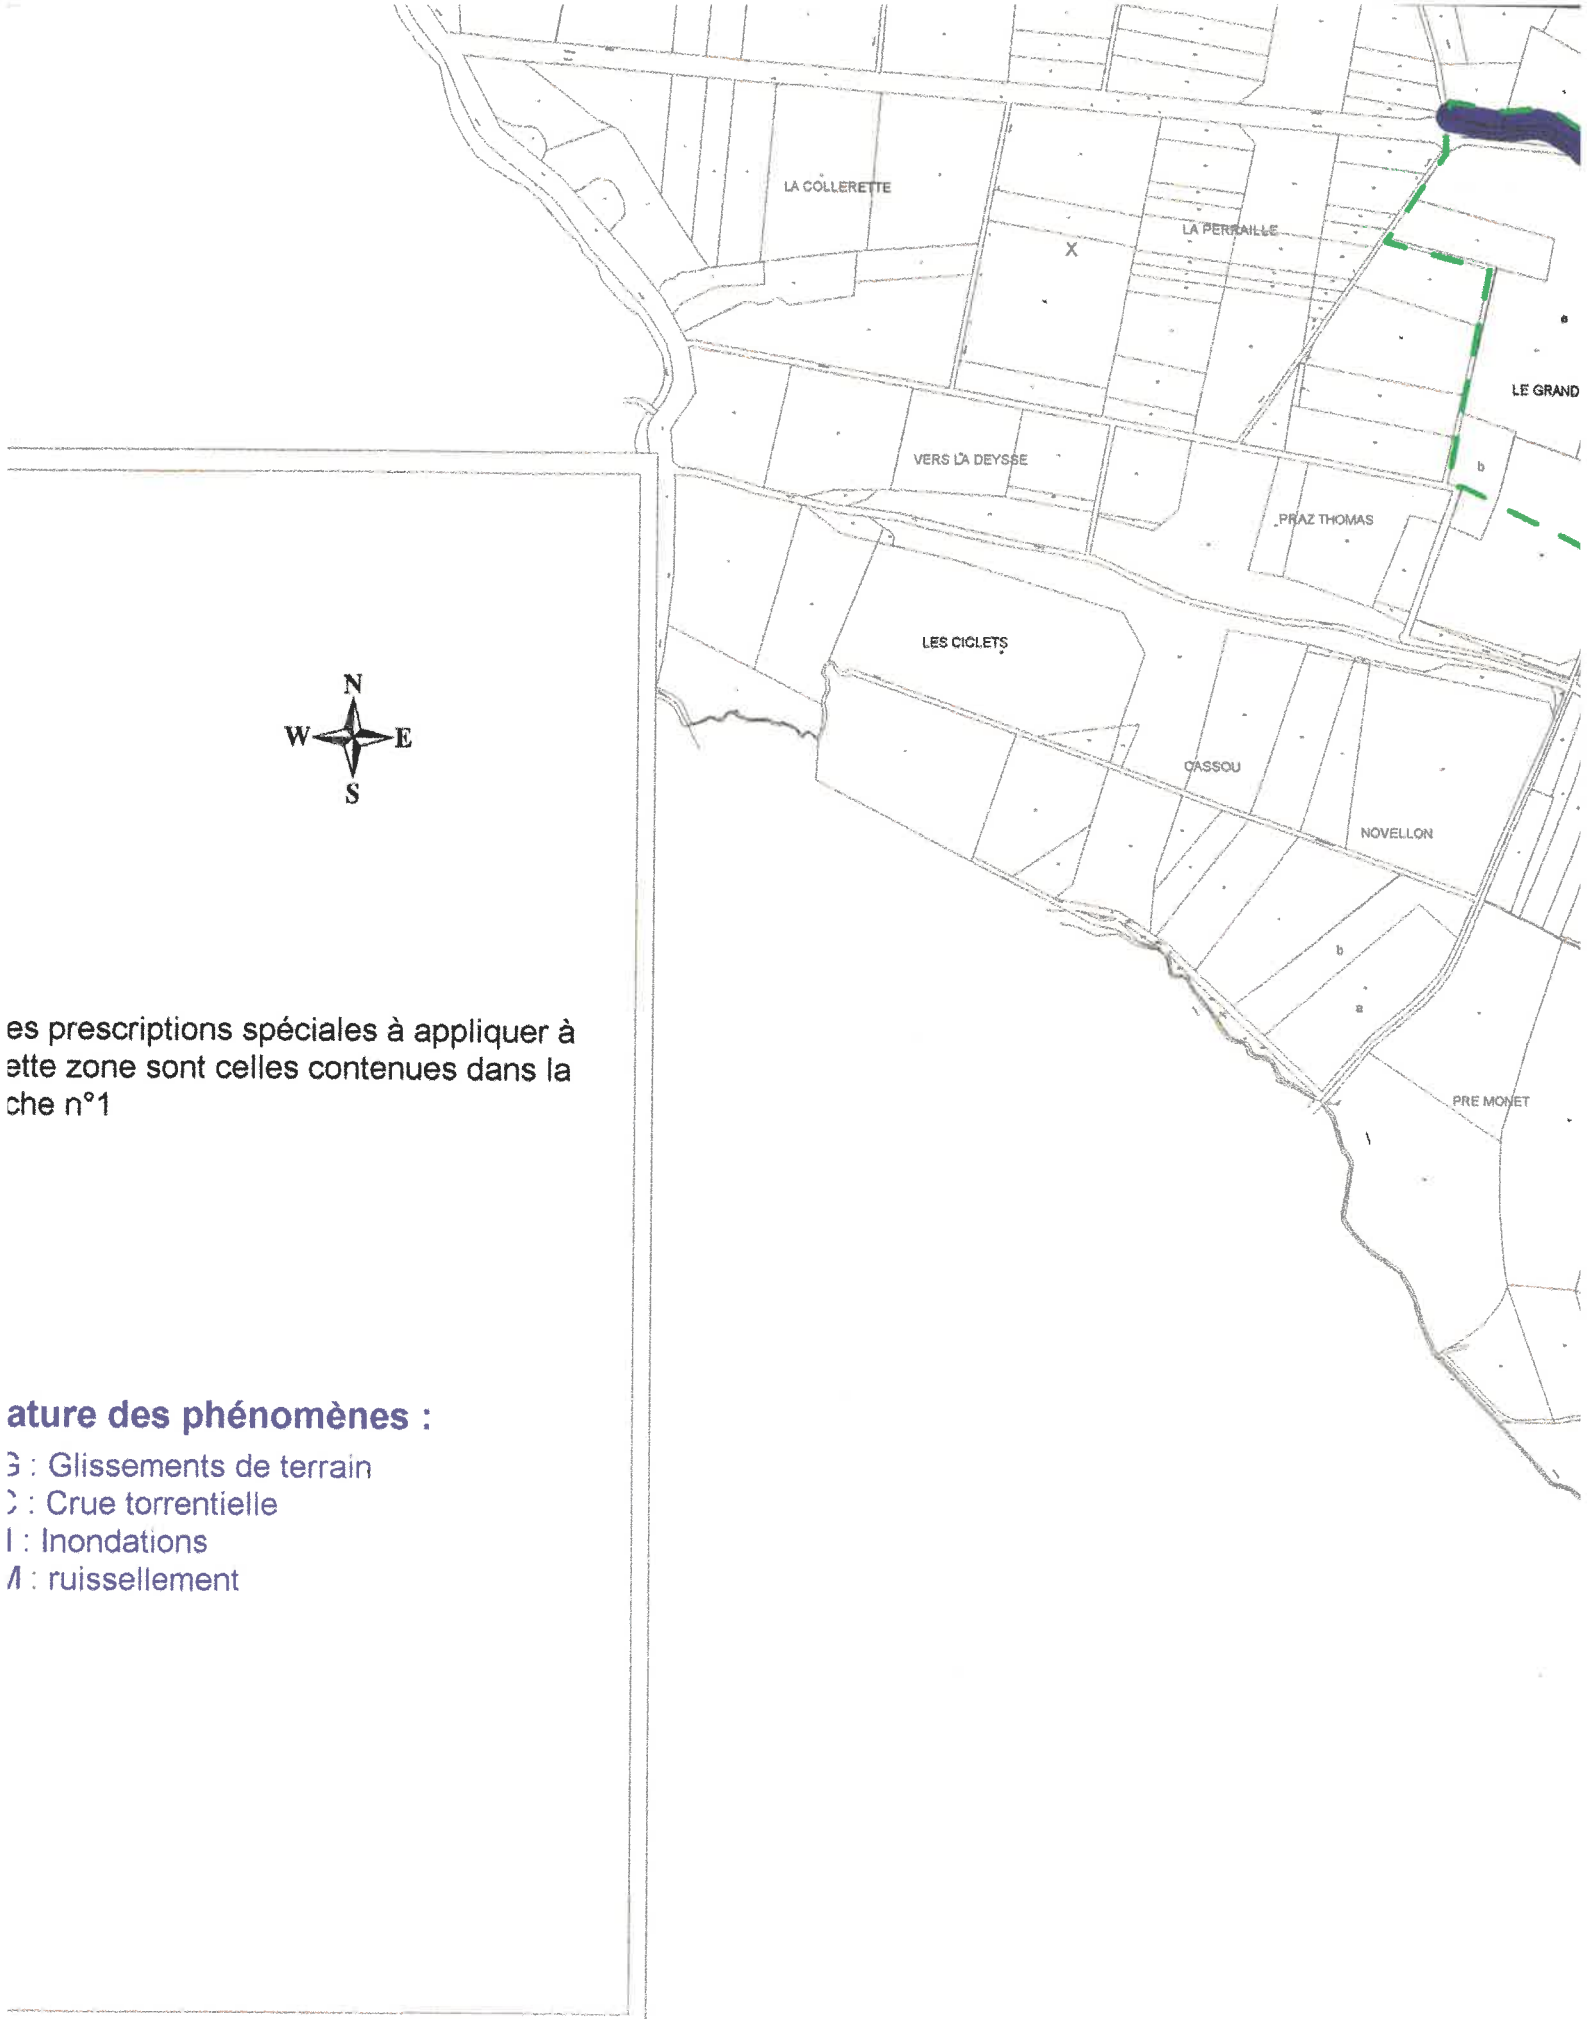 LA COLLERETTE
LA PERRAILLE
X
LE GRAND
VERS LA DEYSSE
b
PRAZ THOMAS
LES CIGLETS
N
W E
S
CASSOU
NOVELLON
b
a
PRE MONET
es prescriptions spéciales à appliquer à
ette zone sont celles contenues dans la
che n°1
ature des phénomènes :
G : Glissements de terrain
C : Crue torrentielle
I : Inondations
M : ruissellement